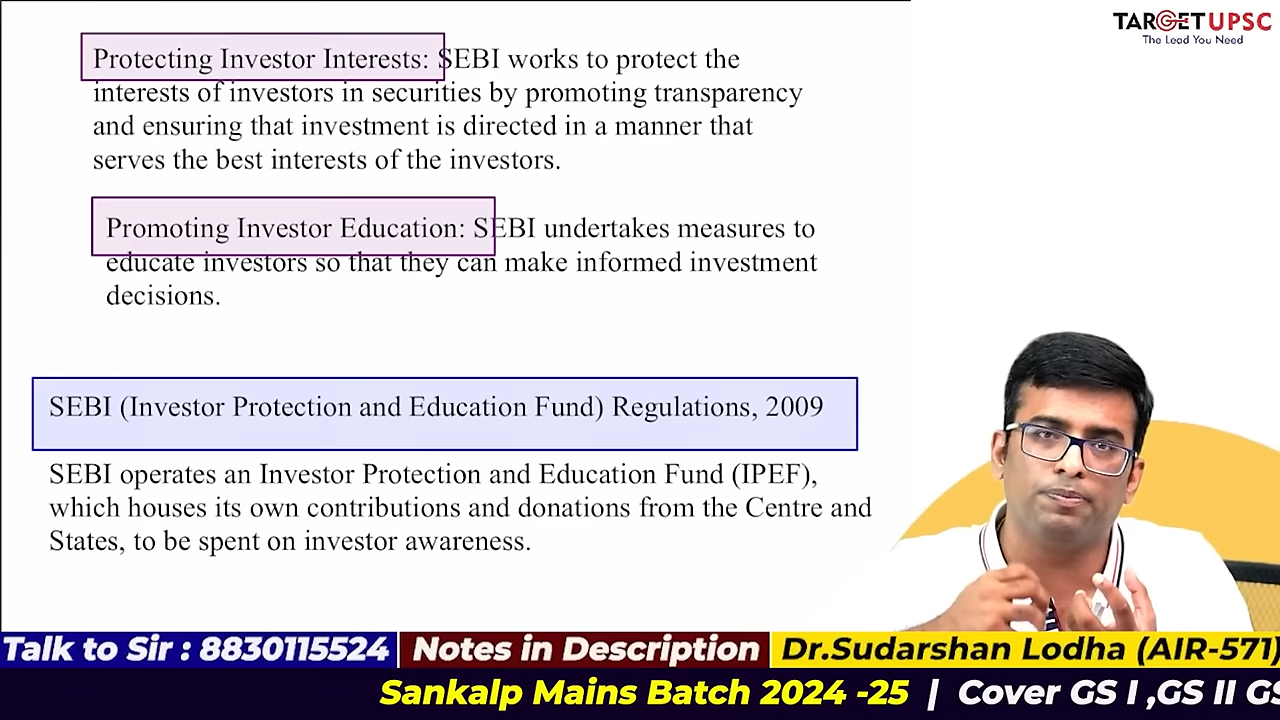 TARGET UPSC
The Lead You Need
Protecting Investor Interests: SEBI works to protect the
interests of investors in securities by promoting transparency
and ensuring that investment is directed in a manner that
serves the best interests of the investors.
Promoting Investor Education: SEBI undertakes measures to
educate investors so that they can make informed investment
decisions.
SEBI (Investor Protection and Education Fund) Regulations, 2009
SEBI operates an Investor Protection and Education Fund (IPEF),
which houses its own contributions and donations from the Centre and
States, to be spent on investor awareness.
Talk to Sir : 8830115524 Notes in Description Dr.Sudarshan Lodha (AIR-571)
Sankalp Mains Batch 2024 -25 | Cover GS I ,GS II GS